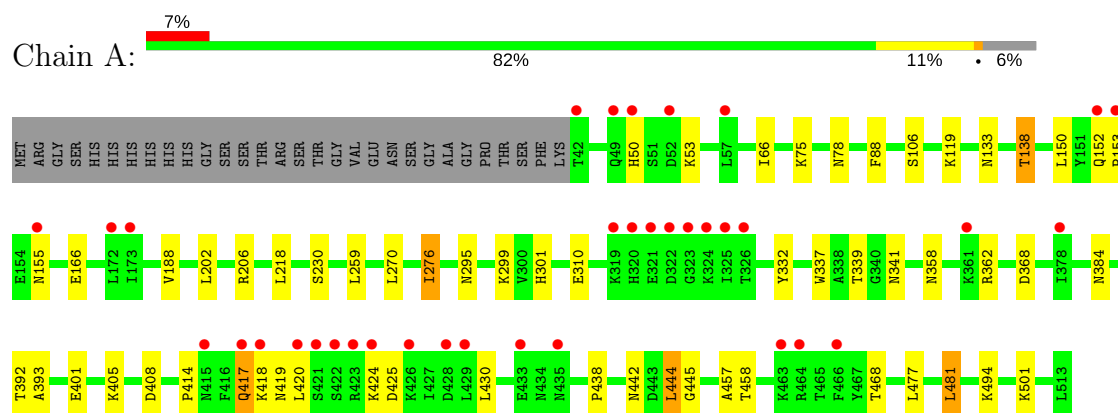 7%
Chain A:
82% 11% • 6%
MET ARG GLY SER HIS HIS HIS HIS HIS HIS GLY SER SER THR ARG SER THR GLY VAL GLU ASN SER GLY ALA GLY PRO THR SER PHE LYS T42 Q49 H50 S51 D52 K53 L57 I66 K75 N78 F88 S106 K119 N133 T138 L150 Y151 Q152
E154 N155 E166 L172 I173 V188 L202 R206 L218 S230 L259 L270 I276 N295 K299 V300 H301 E310 K319 H320 E321 D322 G323 K324 I325 T326 Y332 W337 A338 T339 G340 N341 N358 K361 R362 D368 I378 N384
T392 A393 E401 K405 D408 P414 N415 F416 Q417 K418 N419 L420 S421 S422 R423 K424 D425 K426 I427 D428 L429 L430 E433 N434 N435 P438 N442 D443 L444 G445 A457 T458 K463 R464 T465 F466 Y467 T468 L477 L481 K494 K501 L513